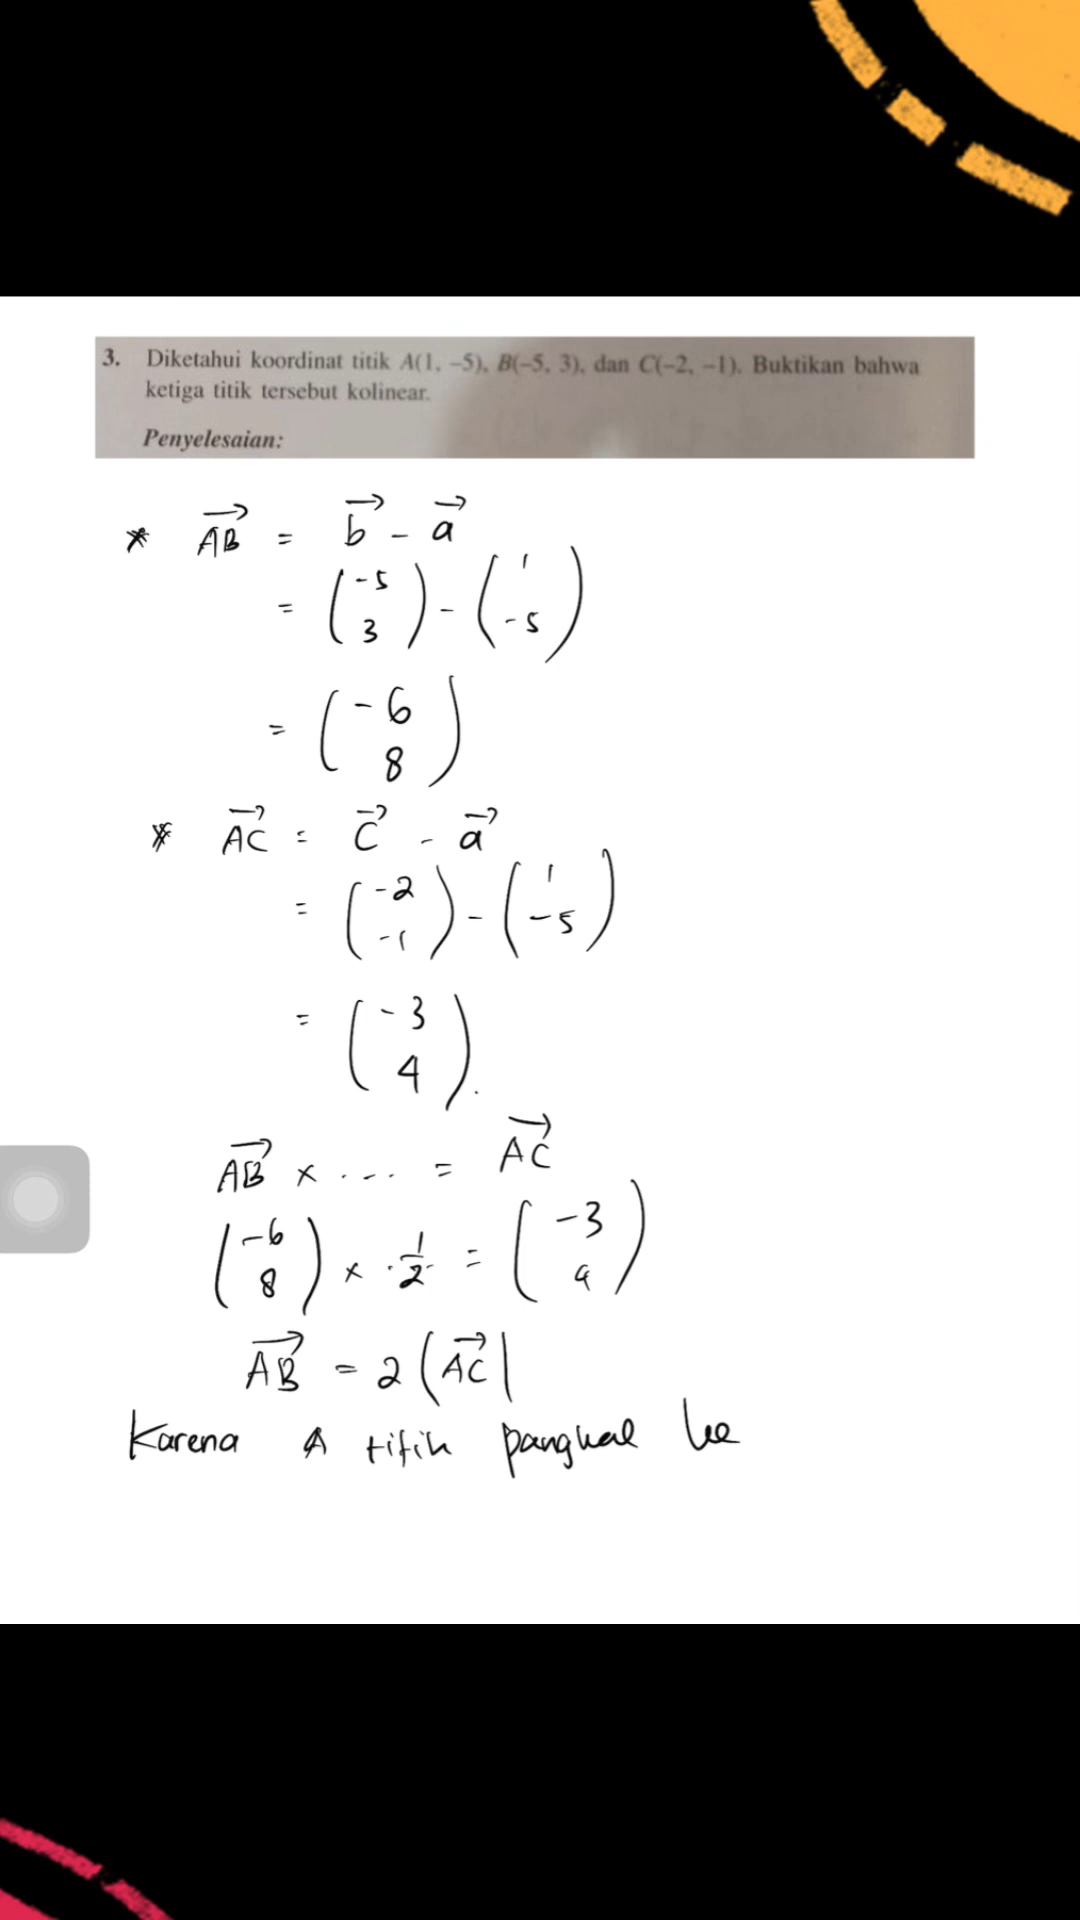 3. Diketahui koordinat titik A(1, –5), B(–5, 3), dan C(–2, –1). Buktikan bahwa
ketiga titik tersebut kolinear.
Penyelesaian:
* →AB = →b - →a
= (-5 3) - (1 -5)
= (-6 8)
* →AC = →c - →a
= (-2 -1) - (1 -5)
= (-3 4).
→AB x .... = →AC
(-6 8) x .1/2. = (-3 4)
→AB = 2(→AC|
Karena A titik pangkal ke